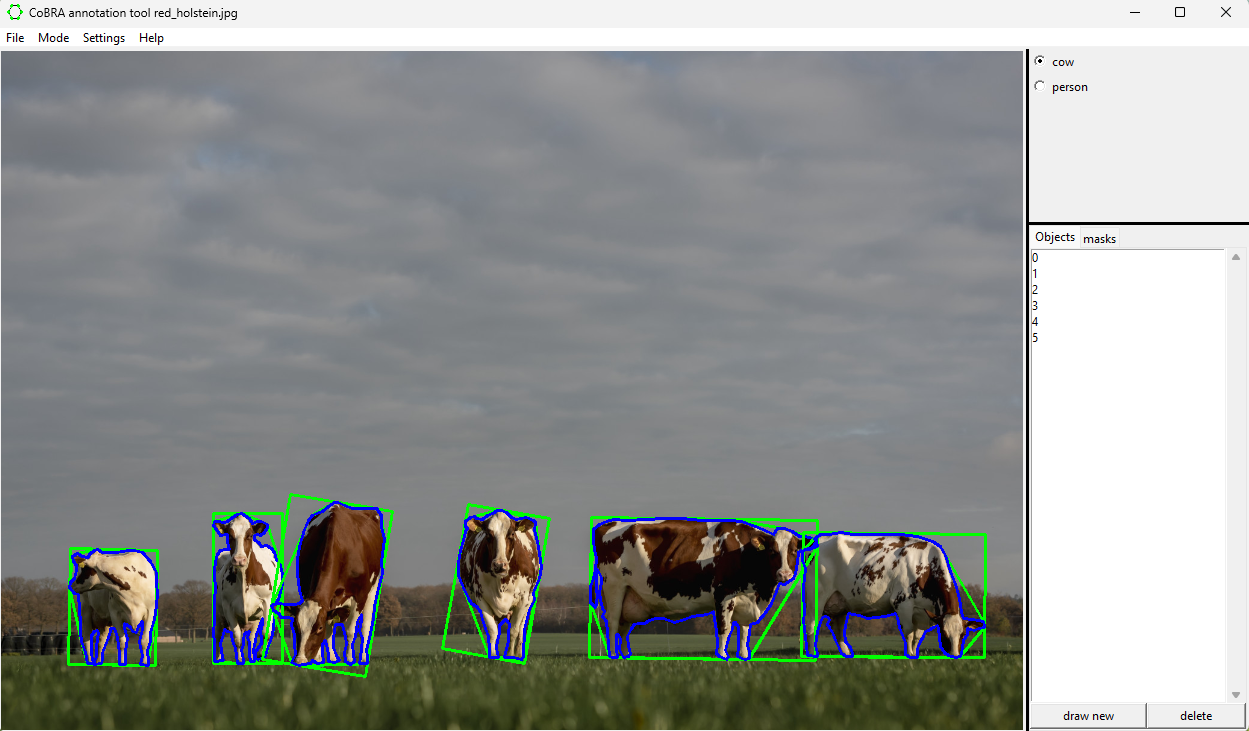 CoBRA annotation tool red_holstein.jpg
File Mode Settings Help
cow
person
Objects masks
0
1
2
3
4
5
draw new delete